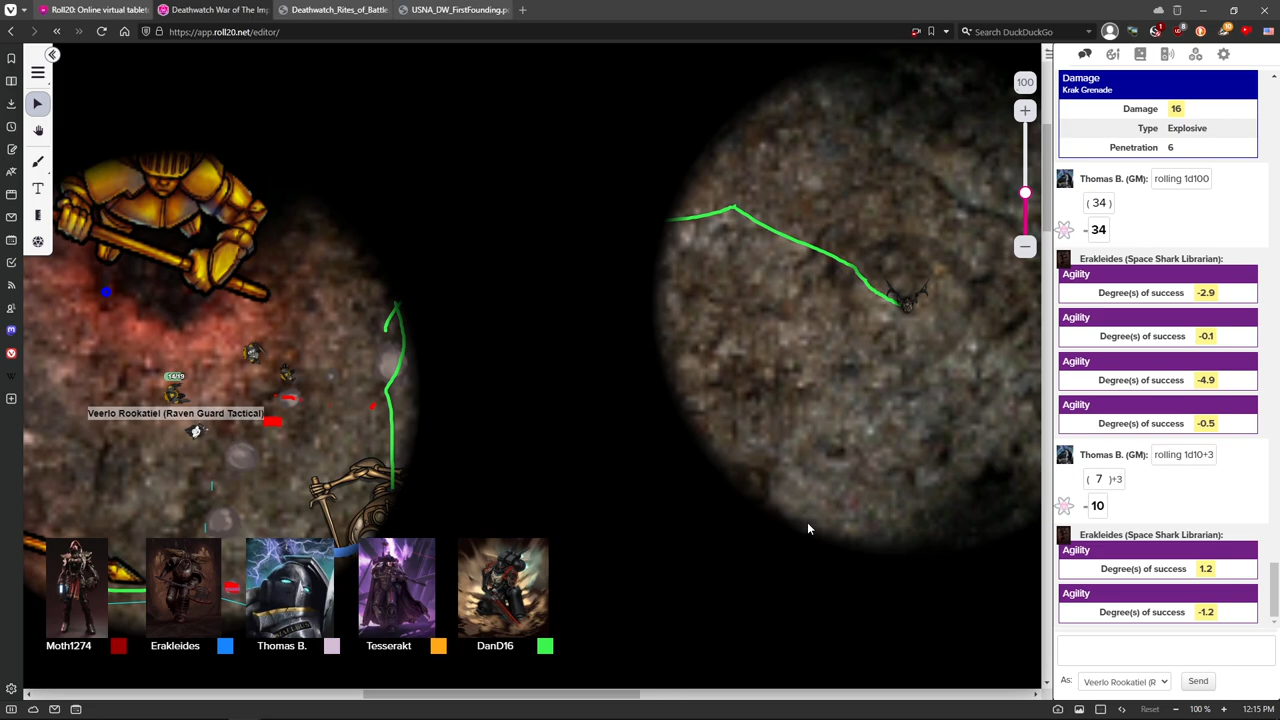 Roll20: Online virtual tablet
Deathwatch War of The Imp
Deathwatch_Rites_of_Battle
USNA_DW_FirstFounding.p
https://app.roll20.net/editor/
Search DuckDuckGo
100
Damage
Krak Grenade
Damage 16
Type Explosive
Penetration 6
Thomas B. (GM): rolling 1d100
( 34 )
= 34
Erakleides (Space Shark Librarian):
Agility
Degree(s) of success -2.9
Agility
Degree(s) of success -0.1
Agility
Degree(s) of success -4.9
Agility
Degree(s) of success -0.5
Thomas B. (GM): rolling 1d10+3
( 7 )+3
= 10
Erakleides (Space Shark Librarian):
Agility
Degree(s) of success 1.2
Agility
Degree(s) of success -1.2
Veerlo Rookatiel (Raven Guard Tactical)
Moth1274
Erakleides
Thomas B.
Tesserakt
DanD16
As: Veerlo Rookatiel (R
Send
Reset
100 %
12:15 PM